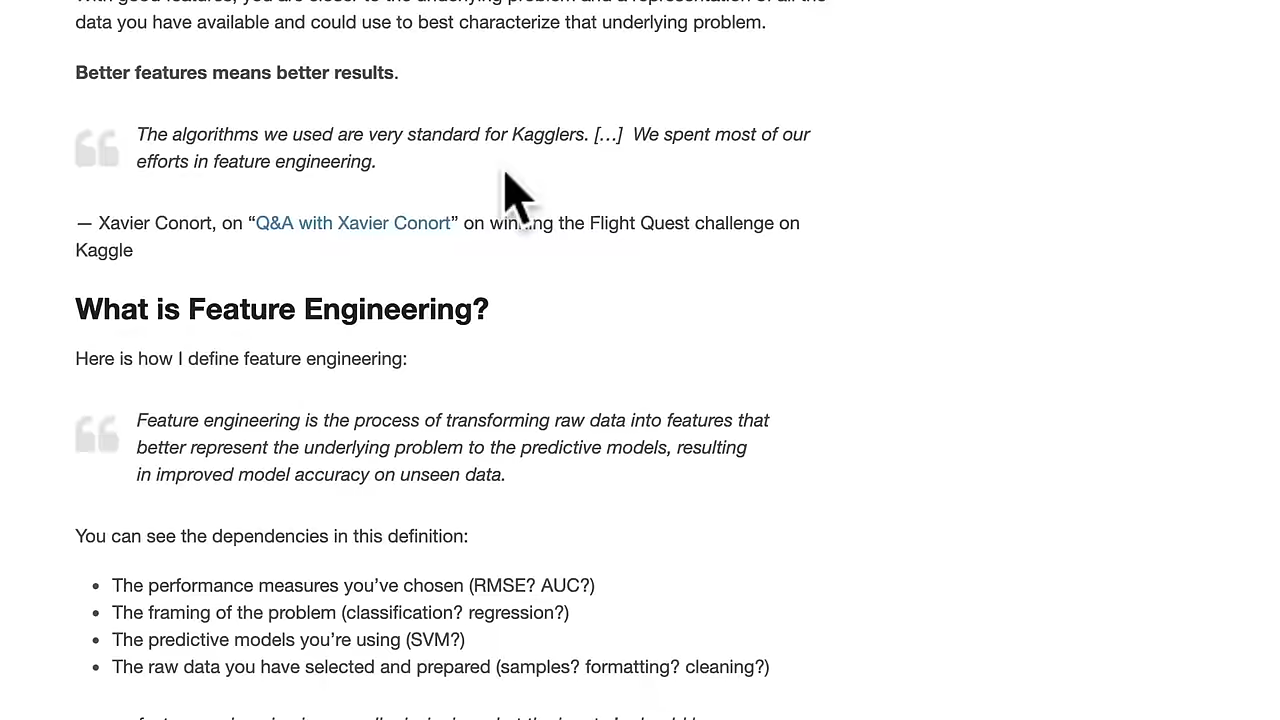 data you have available and could use to best characterize that underlying problem.
Better features means better results.
The algorithms we used are very standard for Kagglers. […]  We spent most of our
efforts in feature engineering.
— Xavier Conort, on “Q&A with Xavier Conort” on winning the Flight Quest challenge on
Kaggle
What is Feature Engineering?
Here is how I define feature engineering:
Feature engineering is the process of transforming raw data into features that
better represent the underlying problem to the predictive models, resulting
in improved model accuracy on unseen data.
You can see the dependencies in this definition:
• The performance measures you’ve chosen (RMSE? AUC?)
• The framing of the problem (classification? regression?)
• The predictive models you’re using (SVM?)
• The raw data you have selected and prepared (samples? formatting? cleaning?)